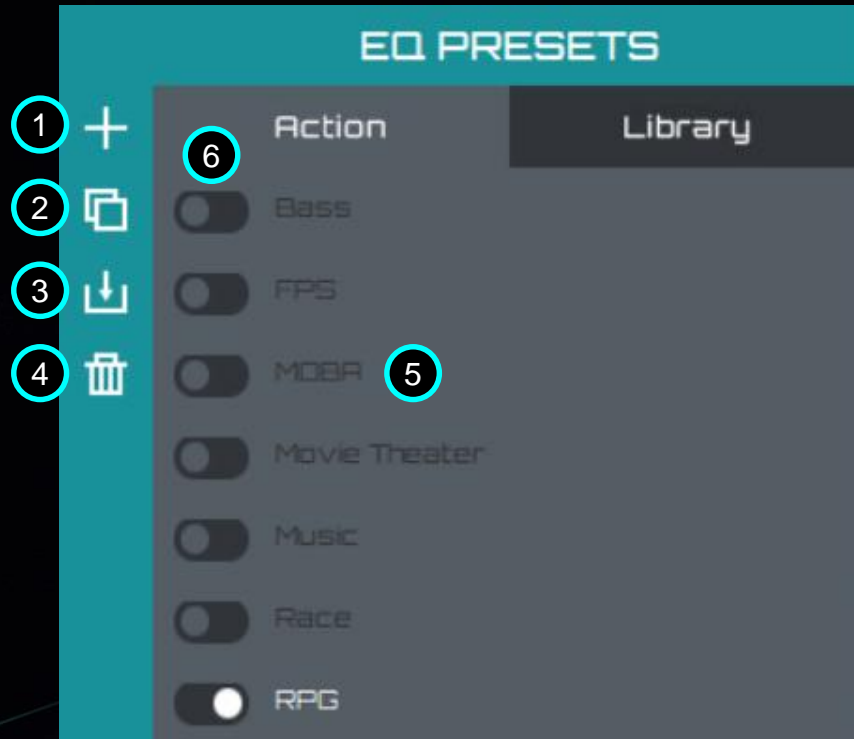 EQ PRESETS
1
Action
Library
6
2
Bass
3
FPS
4
MOBA
5
Movie Theater
Music
Race
RPG